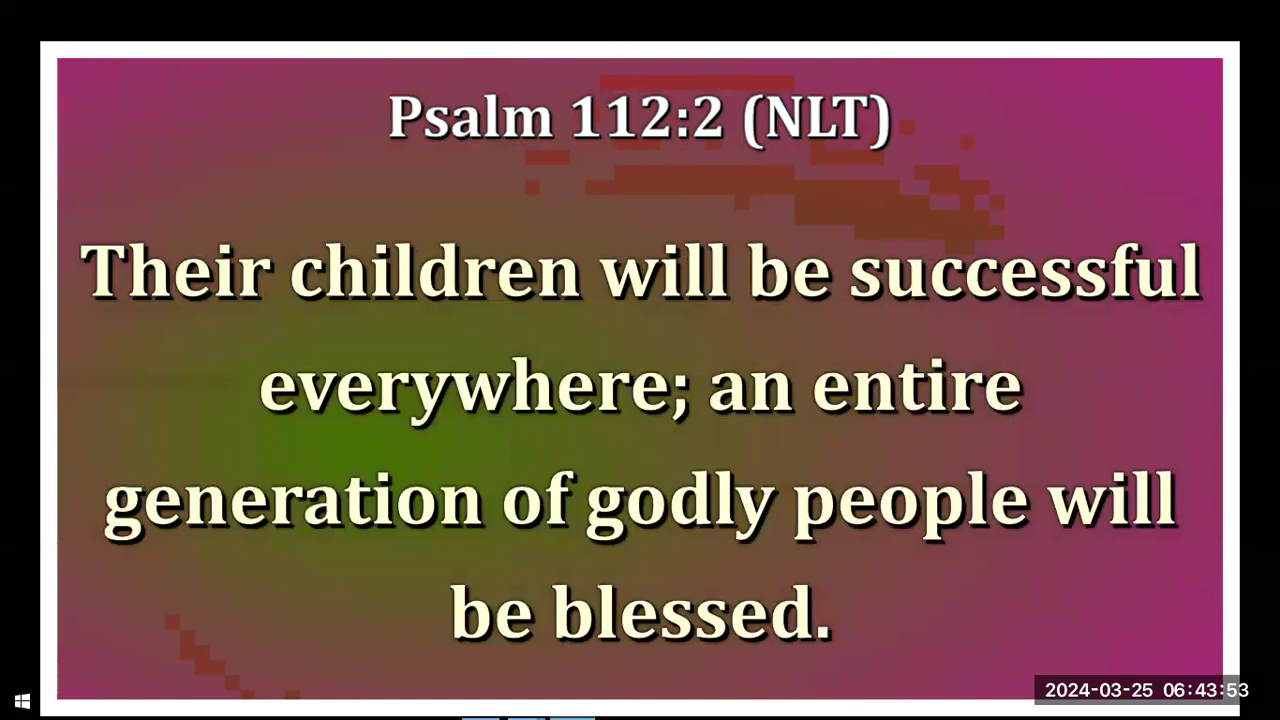 Psalm 112:2 (NLT)
Their children will be successful
everywhere; an entire
generation of godly people will
be blessed.
2024-03-25 06:43:53